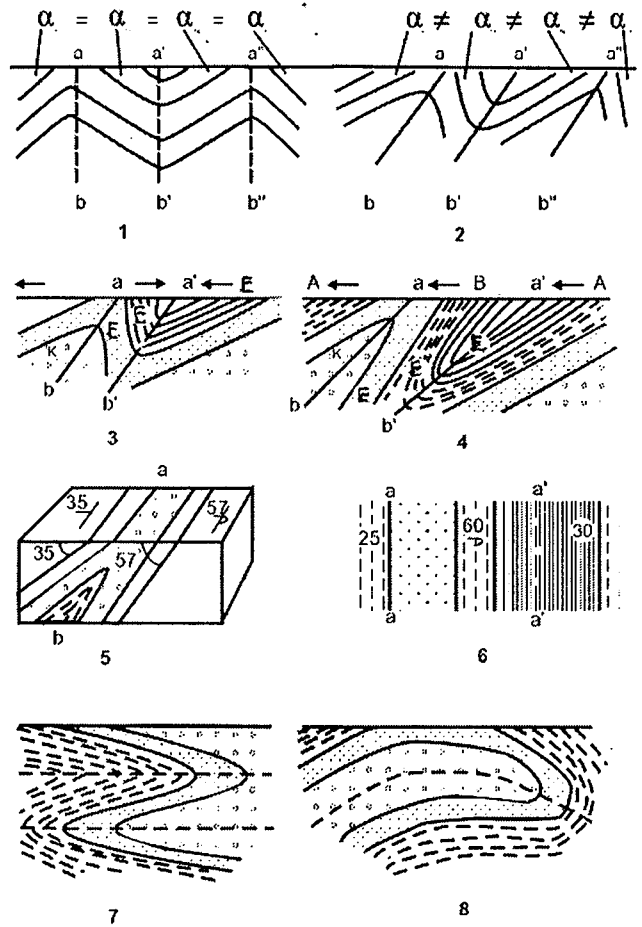 α = α = α = α
α ≠ α ≠ α ≠ α
a a' a"
a a' a"
b b' b"
b b' b"
1
2
a a' E
A a B a' A
E E
K
b
b'
E
K
E E
b
b'
3
4
a
35 57
35 57
b
5
a a'
25 60 30
a a'
6
7
8